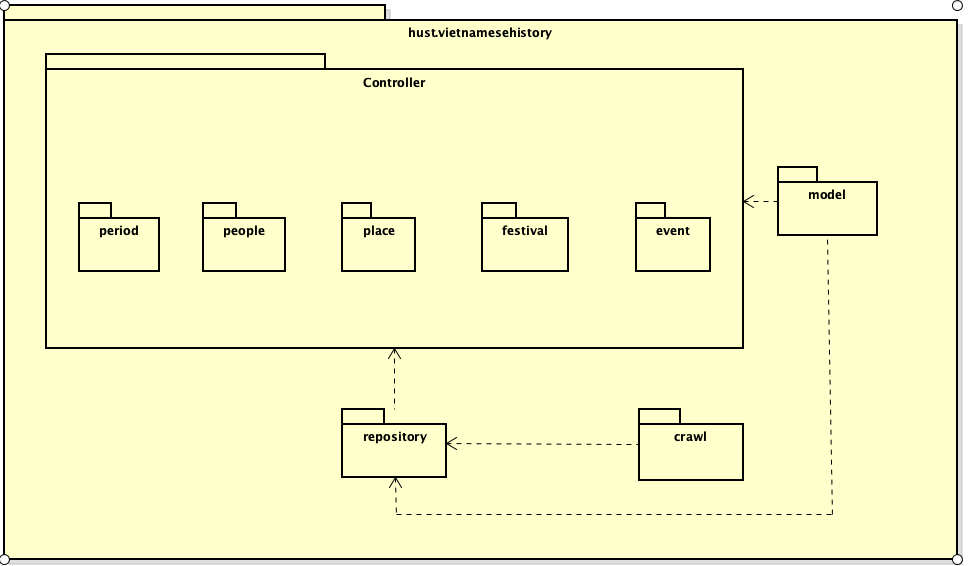 hust.vietnamesehistory
Controller
model
period
people
place
festival
event
repository
crawl